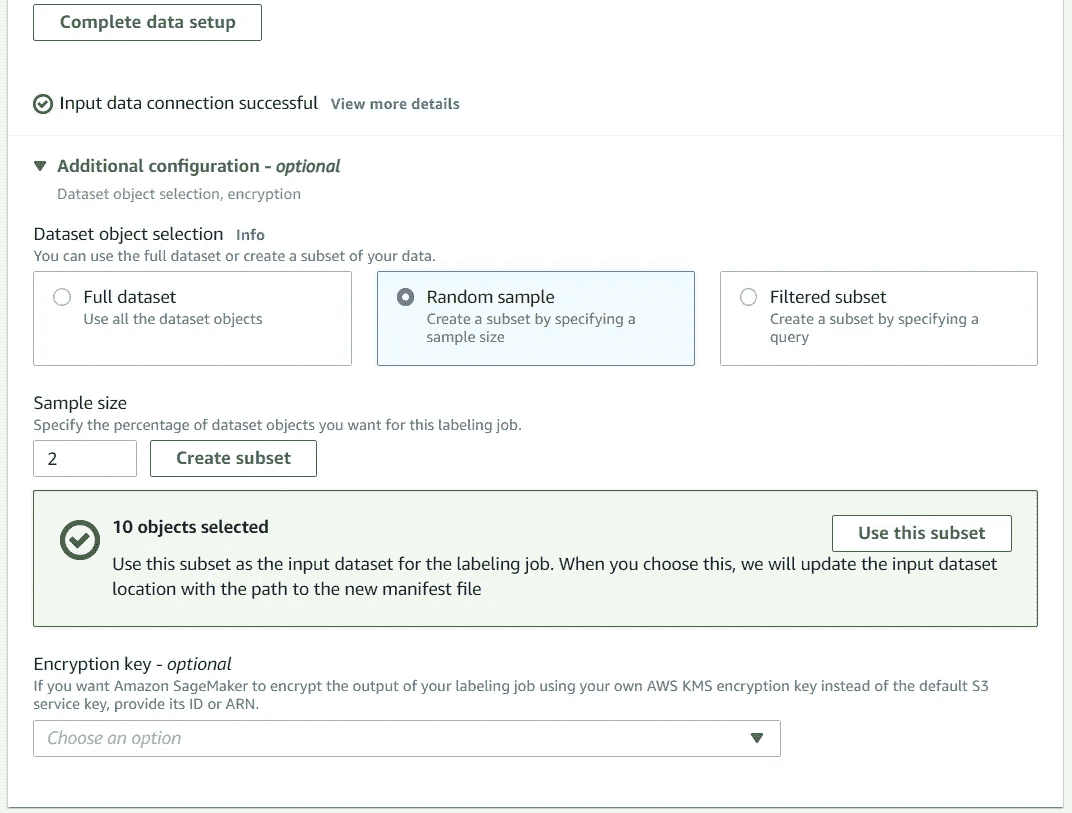 Complete data setup
Input data connection successful View more details
Additional configuration - optional
Dataset object selection, encryption
Dataset object selection Info
You can use the full dataset or create a subset of your data.
Full dataset
Use all the dataset objects
Random sample
Create a subset by specifying a
sample size
Filtered subset
Create a subset by specifying a
query
Sample size
Specify the percentage of dataset objects you want for this labeling job.
2 Create subset
10 objects selected
Use this subset
Use this subset as the input dataset for the labeling job. When you choose this, we will update the input dataset
location with the path to the new manifest file
Encryption key - optional
If you want Amazon SageMaker to encrypt the output of your labeling job using your own AWS KMS encryption key instead of the default S3
service key, provide its ID or ARN.
Choose an option